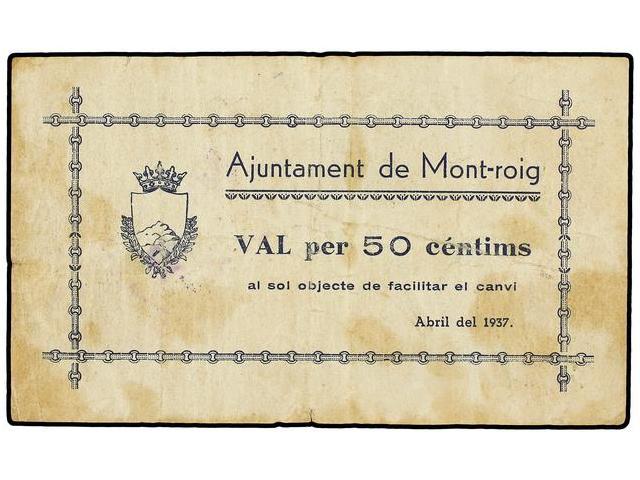 Ajuntament de Mont-roig
VAL per 50 céntims
al sol objecte de facilitar el canvi
Abril del 1937.